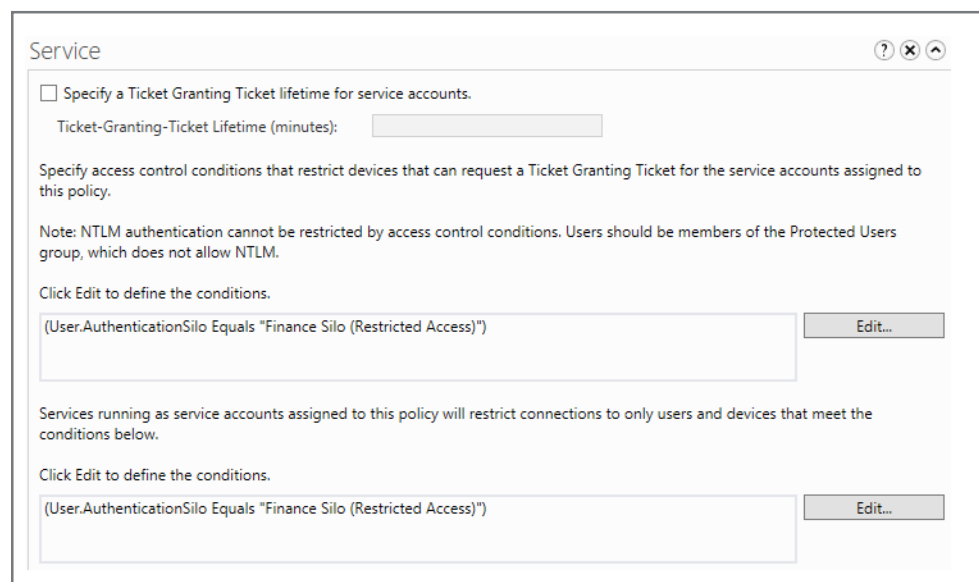 Service
Specify a Ticket Granting Ticket lifetime for service accounts.
Ticket-Granting-Ticket Lifetime (minutes):
Specify access control conditions that restrict devices that can request a Ticket Granting Ticket for the service accounts assigned to
this policy.
Note: NTLM authentication cannot be restricted by access control conditions. Users should be members of the Protected Users
group, which does not allow NTLM.
Click Edit to define the conditions.
(User.AuthenticationSilo Equals "Finance Silo (Restricted Access)")
Edit...
Services running as service accounts assigned to this policy will restrict connections to only users and devices that meet the
conditions below.
Click Edit to define the conditions.
(User.AuthenticationSilo Equals "Finance Silo (Restricted Access)")
Edit...